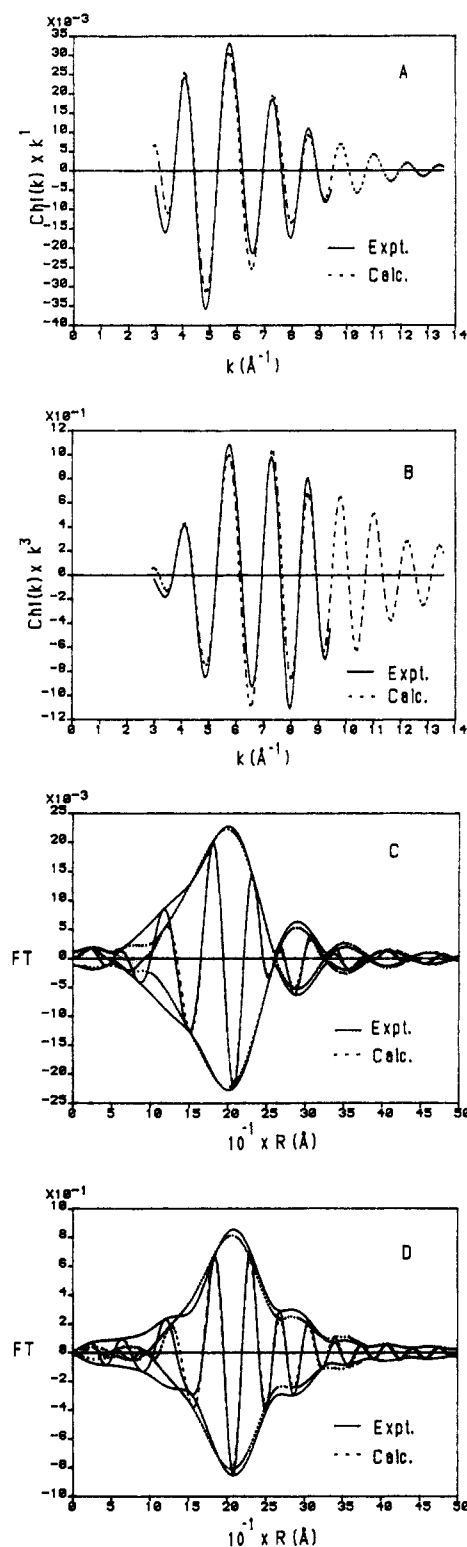 X10⁻³
35
30
25
20
15
10
5
0
-5
-10
-15
-20
-25
-30
-35
-40
Chi(k) x k¹
A
Expt.
Calc.
0 1 2 3 4 5 6 7 8 9 10 11 12 13 14
k (Å⁻¹)
X10⁻¹
12
10
8
6
4
2
0
-2
-4
-6
-8
-10
-12
Chi(k) x k³
B
Expt.
Calc.
0 1 2 3 4 5 6 7 8 9 10 11 12 13 14
k (Å⁻¹)
X10⁻³
25
20
15
10
5
0
-5
-10
-15
-20
-25
FT
C
Expt.
Calc.
0 5 10 15 20 25 30 35 40 45 50
10⁻¹ x R (Å)
X10⁻¹
10
8
6
4
2
0
-2
-4
-6
-8
-10
FT
D
Expt.
Calc.
0 5 10 15 20 25 30 35 40 45 50
10⁻¹ x R (Å)